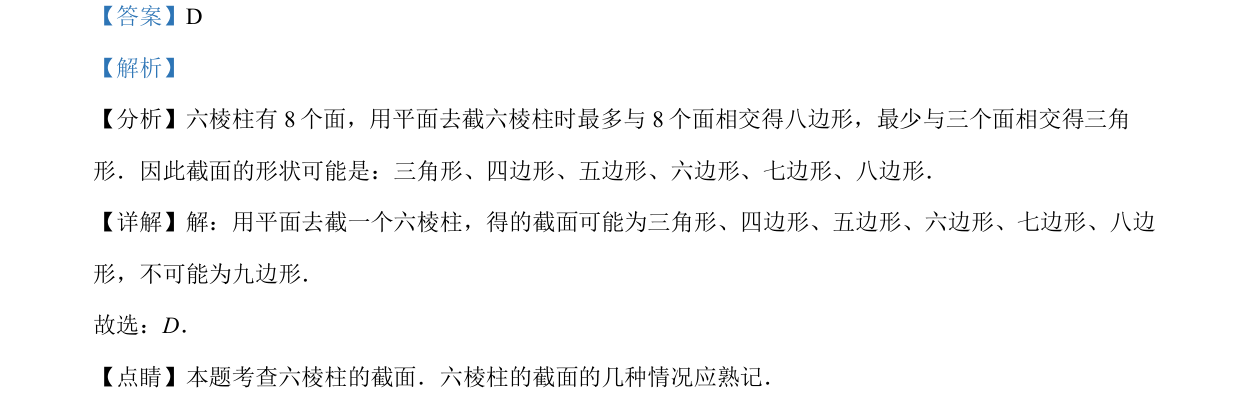 【答案】D
【解析】
【分析】六棱柱有 8 个面，用平面去截六棱柱时最多与 8 个面相交得八边形，最少与三个面相交得三角
形．因此截面的形状可能是：三角形、四边形、五边形、六边形、七边形、八边形．
【详解】解：用平面去截一个六棱柱，得的截面可能为三角形、四边形、五边形、六边形、七边形、八边
形，不可能为九边形．
故选：D．
【点睛】本题考查六棱柱的截面．六棱柱的截面的几种情况应熟记．